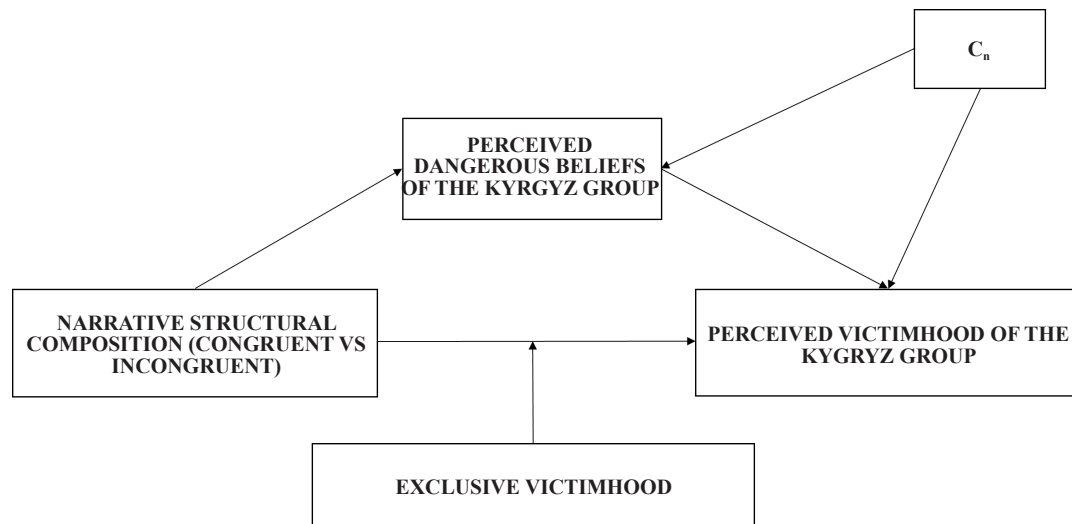 Cn
PERCEIVED
DANGEROUS BELIEFS
OF THE KYRGYZ GROUP
NARRATIVE STRUCTURAL
COMPOSITION (CONGRUENT VS
INCONGRUENT)
PERCEIVED VICTIMHOOD OF THE
KYGRYZ GROUP
EXCLUSIVE VICTIMHOOD